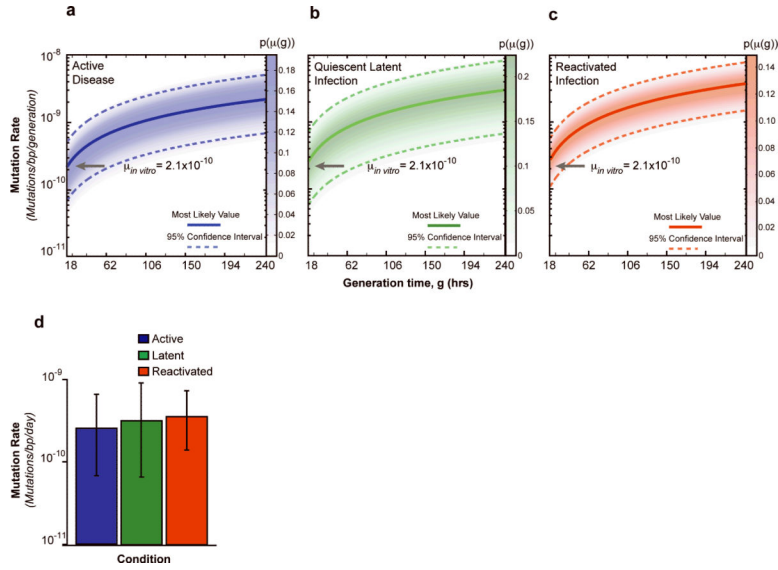 a
b
c
p(μ(g))
p(μ(g))
p(μ(g))
Active
Disease
Quiescent Latent
Infection
Reactivated
Infection
Mutation Rate
(Mutations/bp/generation)
10-8
10-9
10-10
10-11
μin vitro = 2.1x10-10
Most Likely Value
95% Confidence Interval
18 62 106 150 194 240
0.18
0.16
0.14
0.12
0.10
0.08
0.06
0.04
0.02
0
μin vitro = 2.1x10-10
Most Likely Value
95% Confidence Interval
18 62 106 150 194 240
0.2
0.15
0.1
0.05
0
μin vitro = 2.1x10-10
Most Likely Value
95% Confidence Interval
18 62 106 150 194 240
0.14
0.12
0.10
0.08
0.06
0.04
0.02
0
Generation time, g (hrs)
d
Active
Latent
Reactivated
Mutation Rate
(Mutations/bp/day)
10-9
10-10
10-11
Condition